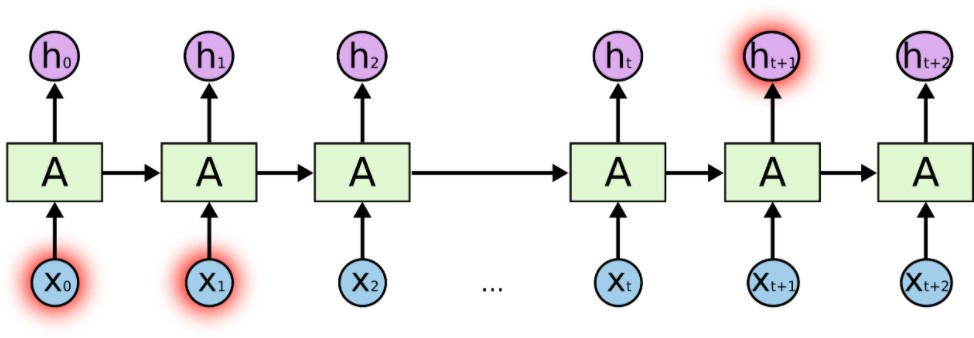 h₀ h₁ h₂ hₜ hₜ₊₁ hₜ₊₂
A A A A A A
x₀ x₁ x₂ ... xₜ xₜ₊₁ xₜ₊₂